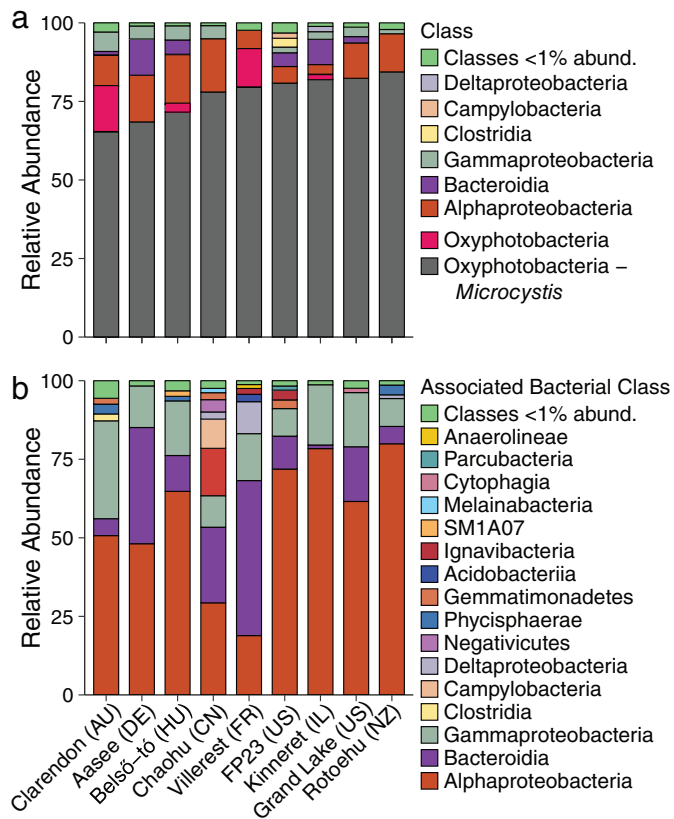 a
100
75
50
25
0
Relative Abundance
Class
Classes <1% abund.
Deltaproteobacteria
Campylobacteria
Clostridia
Gammaproteobacteria
Bacteroidia
Alphaproteobacteria
Oxyphotobacteria
Oxyphotobacteria –
Microcystis
b
100
75
50
25
0
Relative Abundance
Clarendon (AU)
Aasee (DE)
Belső–tó (HU)
Chaohu (CN)
Villerest (FR)
FP23 (US)
Kinneret (IL)
Grand Lake (US)
Rotoehu (NZ)
Associated Bacterial Class
Classes <1% abund.
Anaerolineae
Parcubacteria
Cytophagia
Melainabacteria
SM1A07
Ignavibacteria
Acidobacteriia
Gemmatimonadetes
Phycisphaerae
Negativicutes
Deltaproteobacteria
Campylobacteria
Clostridia
Gammaproteobacteria
Bacteroidia
Alphaproteobacteria